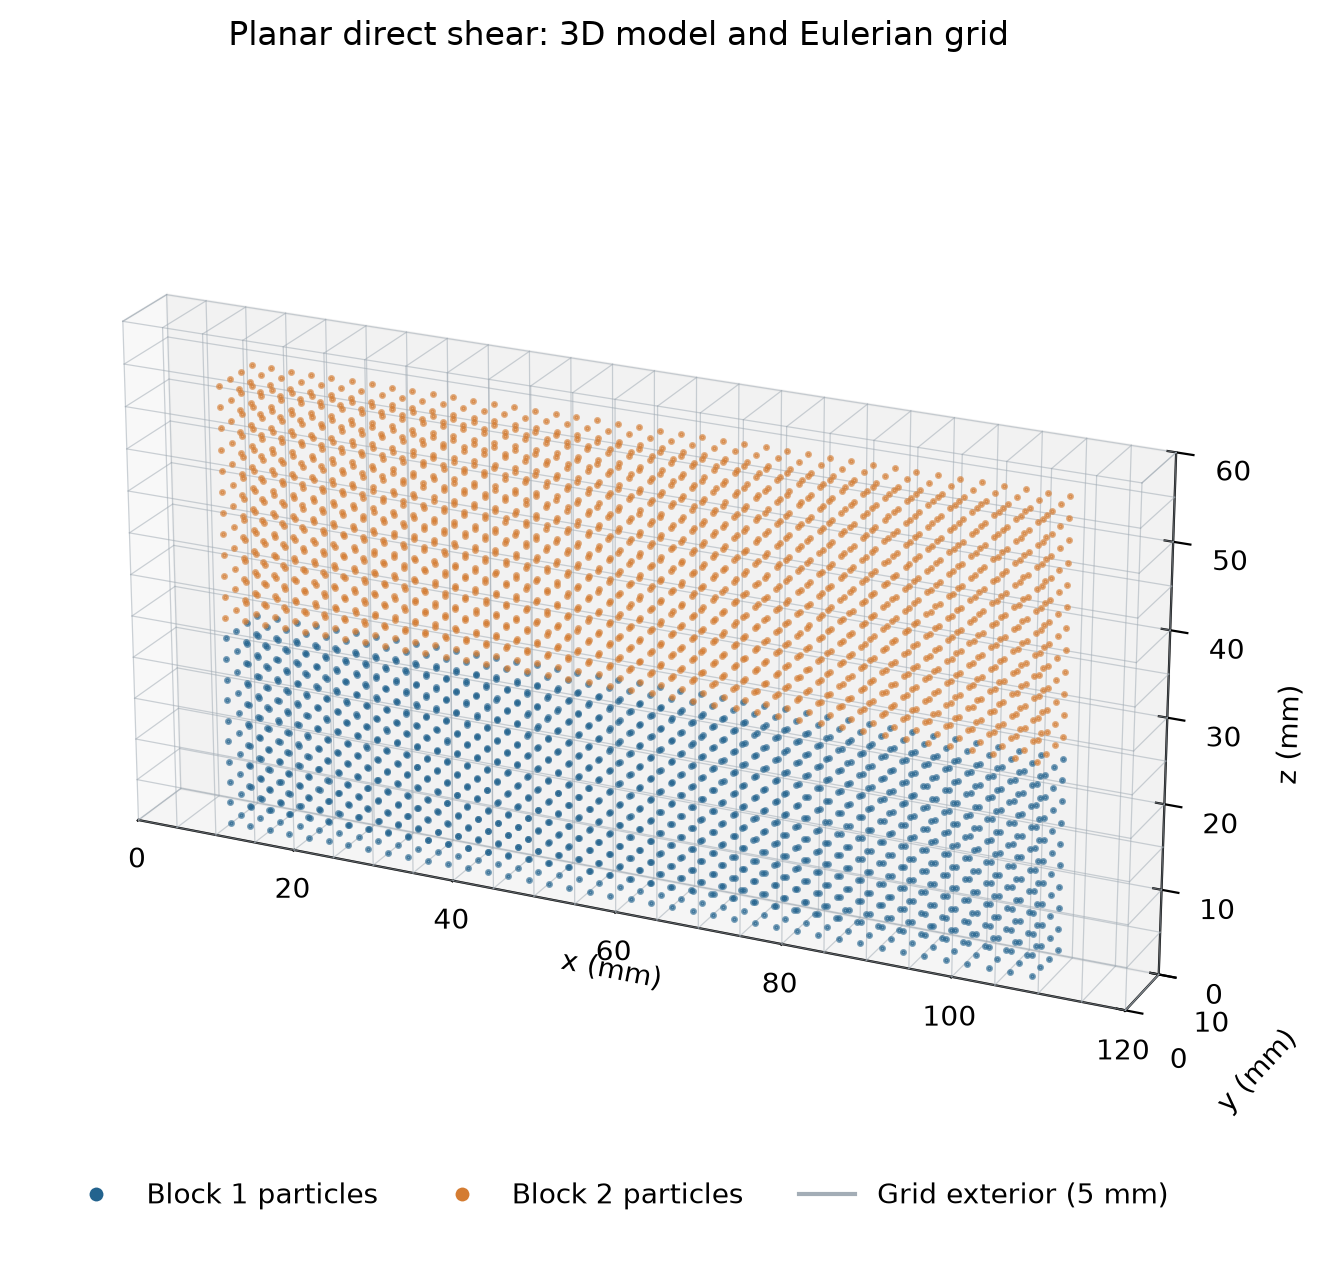 Planar direct shear: 3D model and Eulerian grid
60
50
40
30
20
10
0
z (mm)
0
20
40
60
80
100
120
x (mm)
10
0
y (mm)
Block 1 particles
Block 2 particles
Grid exterior (5 mm)